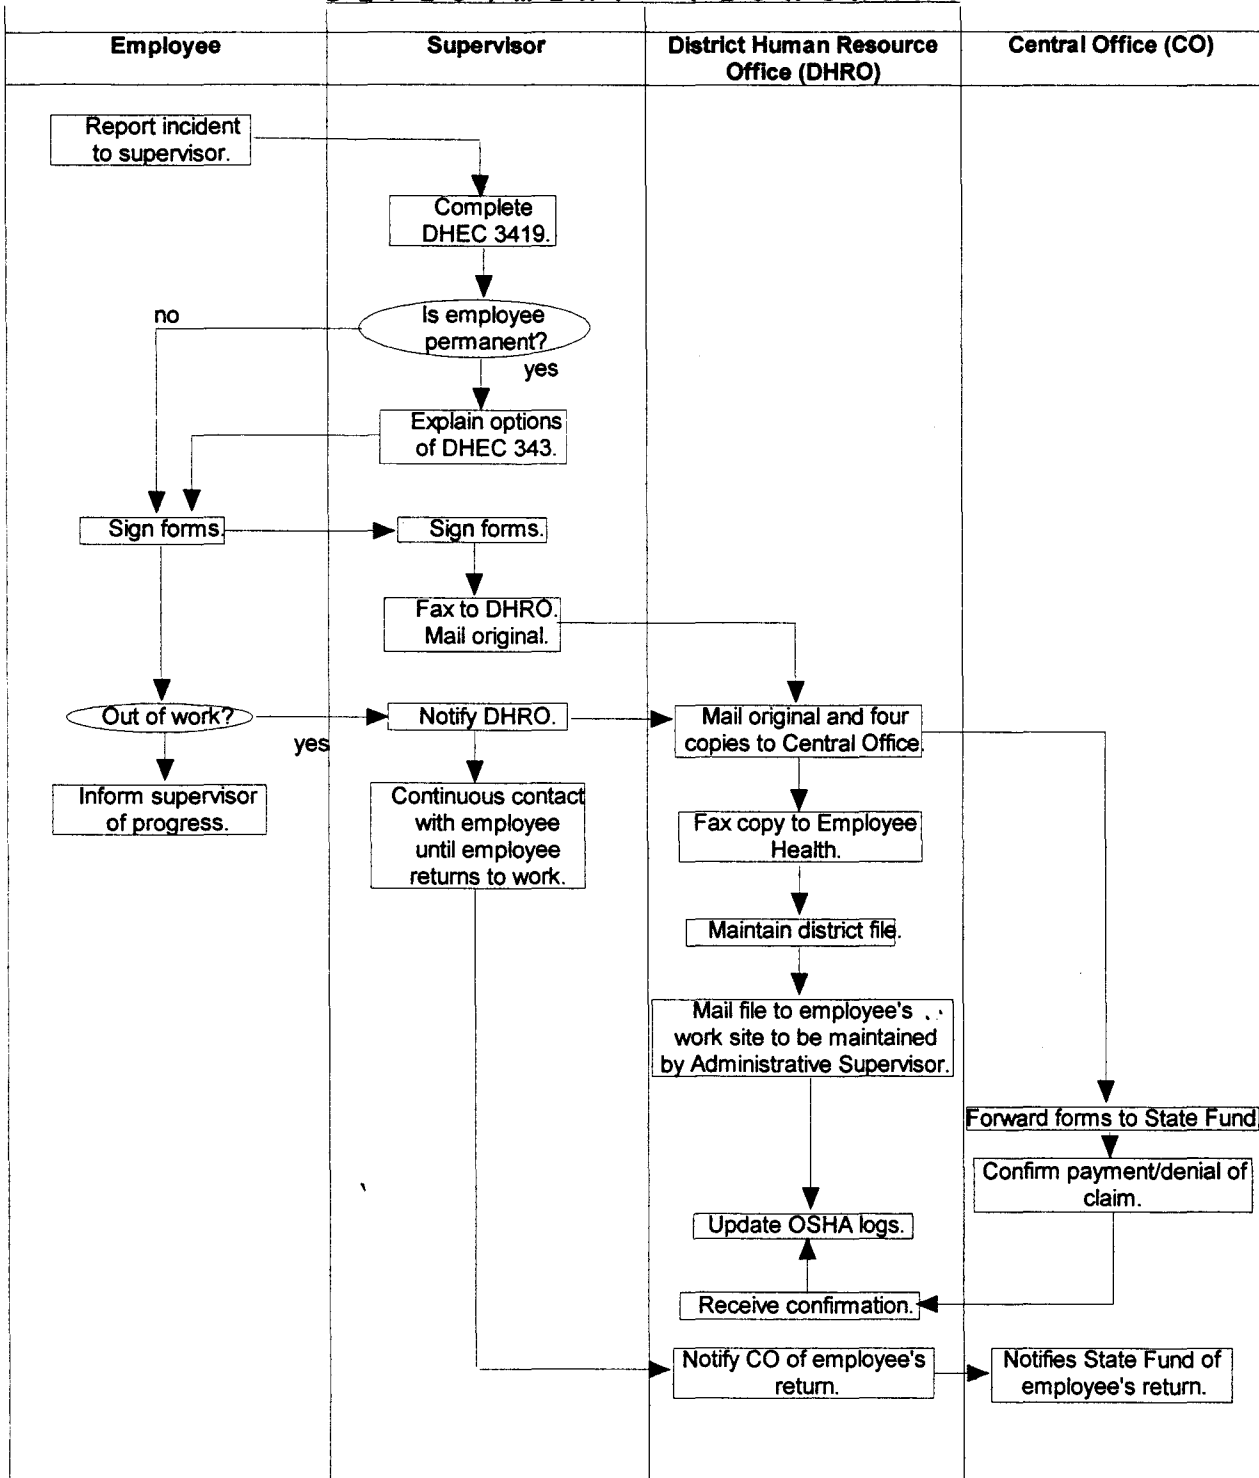 Employee
Supervisor
District Human Resource
Office (DHRO)
Central Office (CO)
Report incident
to supervisor.
Complete
DHEC 3419.
Is employee
permanent?
no
yes
Explain options
of DHEC 343.
Sign forms.
Sign forms.
Fax to DHRO.
Mail original.
Out of work?
yes
Notify DHRO.
Mail original and four
copies to Central Office.
Inform supervisor
of progress.
Continuous contact
with employee
until employee
returns to work.
Fax copy to Employee
Health.
Maintain district file.
Mail file to employee's
work site to be maintained
by Administrative Supervisor.
Forward forms to State Fund
Confirm payment/denial of
claim.
Update OSHA logs.
Receive confirmation.
Notify CO of employee's
return.
Notifies State Fund of
employee's return.